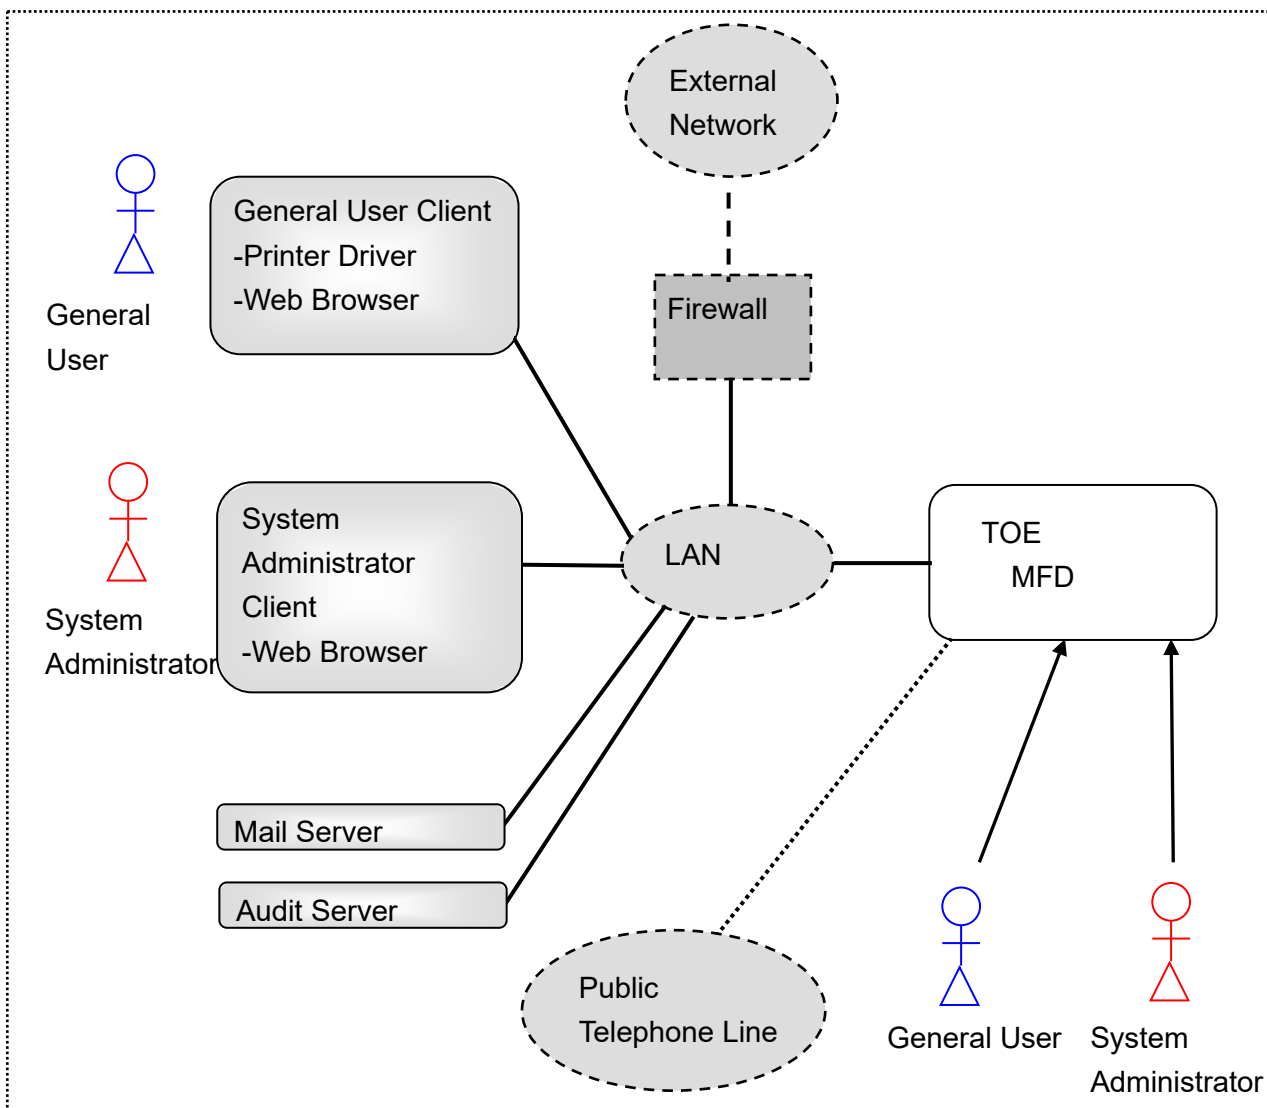 External
Network
General User Client
-Printer Driver
-Web Browser
General
User
Firewall
System
Administrator
Client
-Web Browser
System
Administrator
LAN
TOE
MFD
Mail Server
Audit Server
Public
Telephone Line
General User
System
Administrator